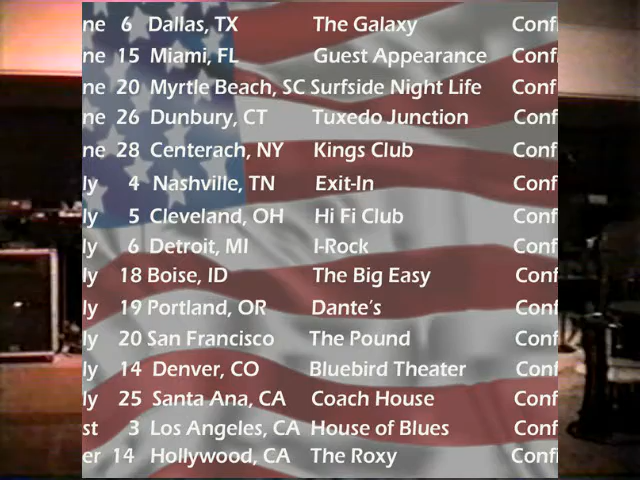 ne 6 Dallas, TX The Galaxy Conf
ne 15 Miami, FL Guest Appearance Conf
ne 20 Myrtle Beach, SC Surfside Night Life Conf
ne 26 Dunbury, CT Tuxedo Junction Conf
ne 28 Centerach, NY Kings Club Conf
ly 4 Nashville, TN Exit-In Conf
ly 5 Cleveland, OH Hi Fi Club Conf
ly 6 Detroit, MI I-Rock Conf
ly 18 Boise, ID The Big Easy Conf
ly 19 Portland, OR Dante's Conf
ly 20 San Francisco The Pound Conf
ly 14 Denver, CO Bluebird Theater Conf
ly 25 Santa Ana, CA Coach House Conf
st 3 Los Angeles, CA House of Blues Conf
er 14 Hollywood, CA The Roxy Conf